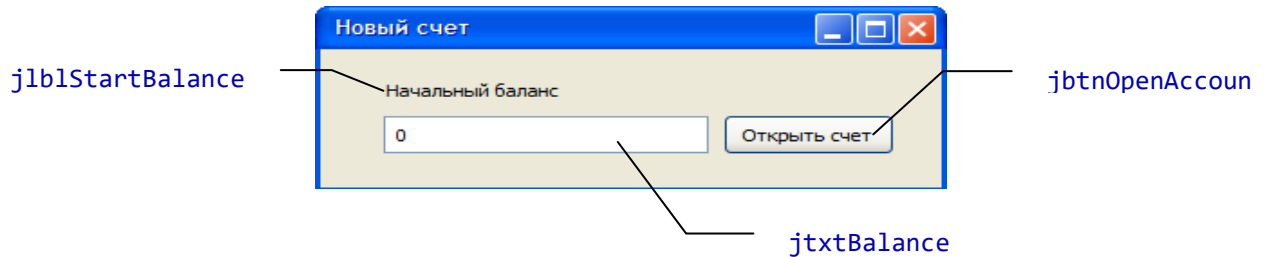 Новый счет
jlblStartBalance
jbtnOpenAccoun
Начальный баланс
0
Открыть счет
jtxtBalance